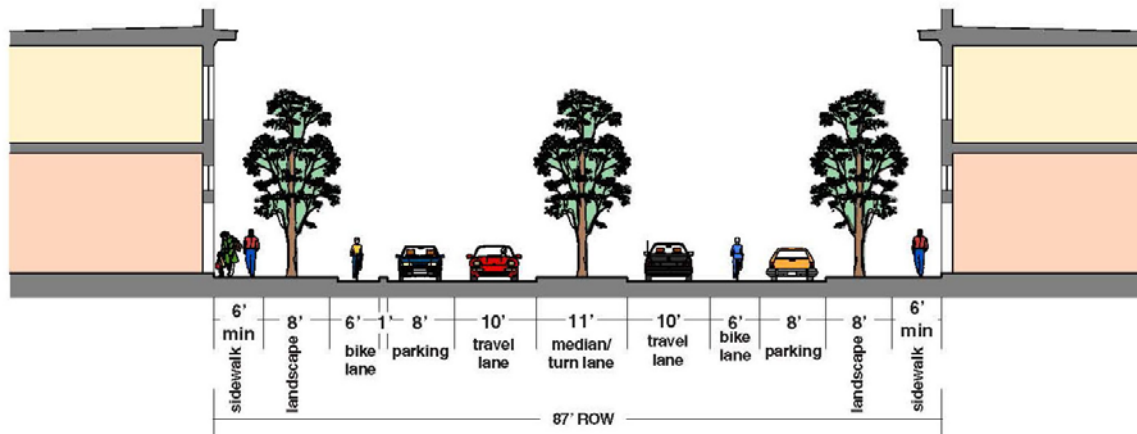 6' min sidewalk
8' landscape
6' bike lane
1'
8' parking
10' travel lane
11' median/ turn lane
10' travel lane
6' bike lane
8' parking
8' landscape
6' min sidewalk
87' ROW